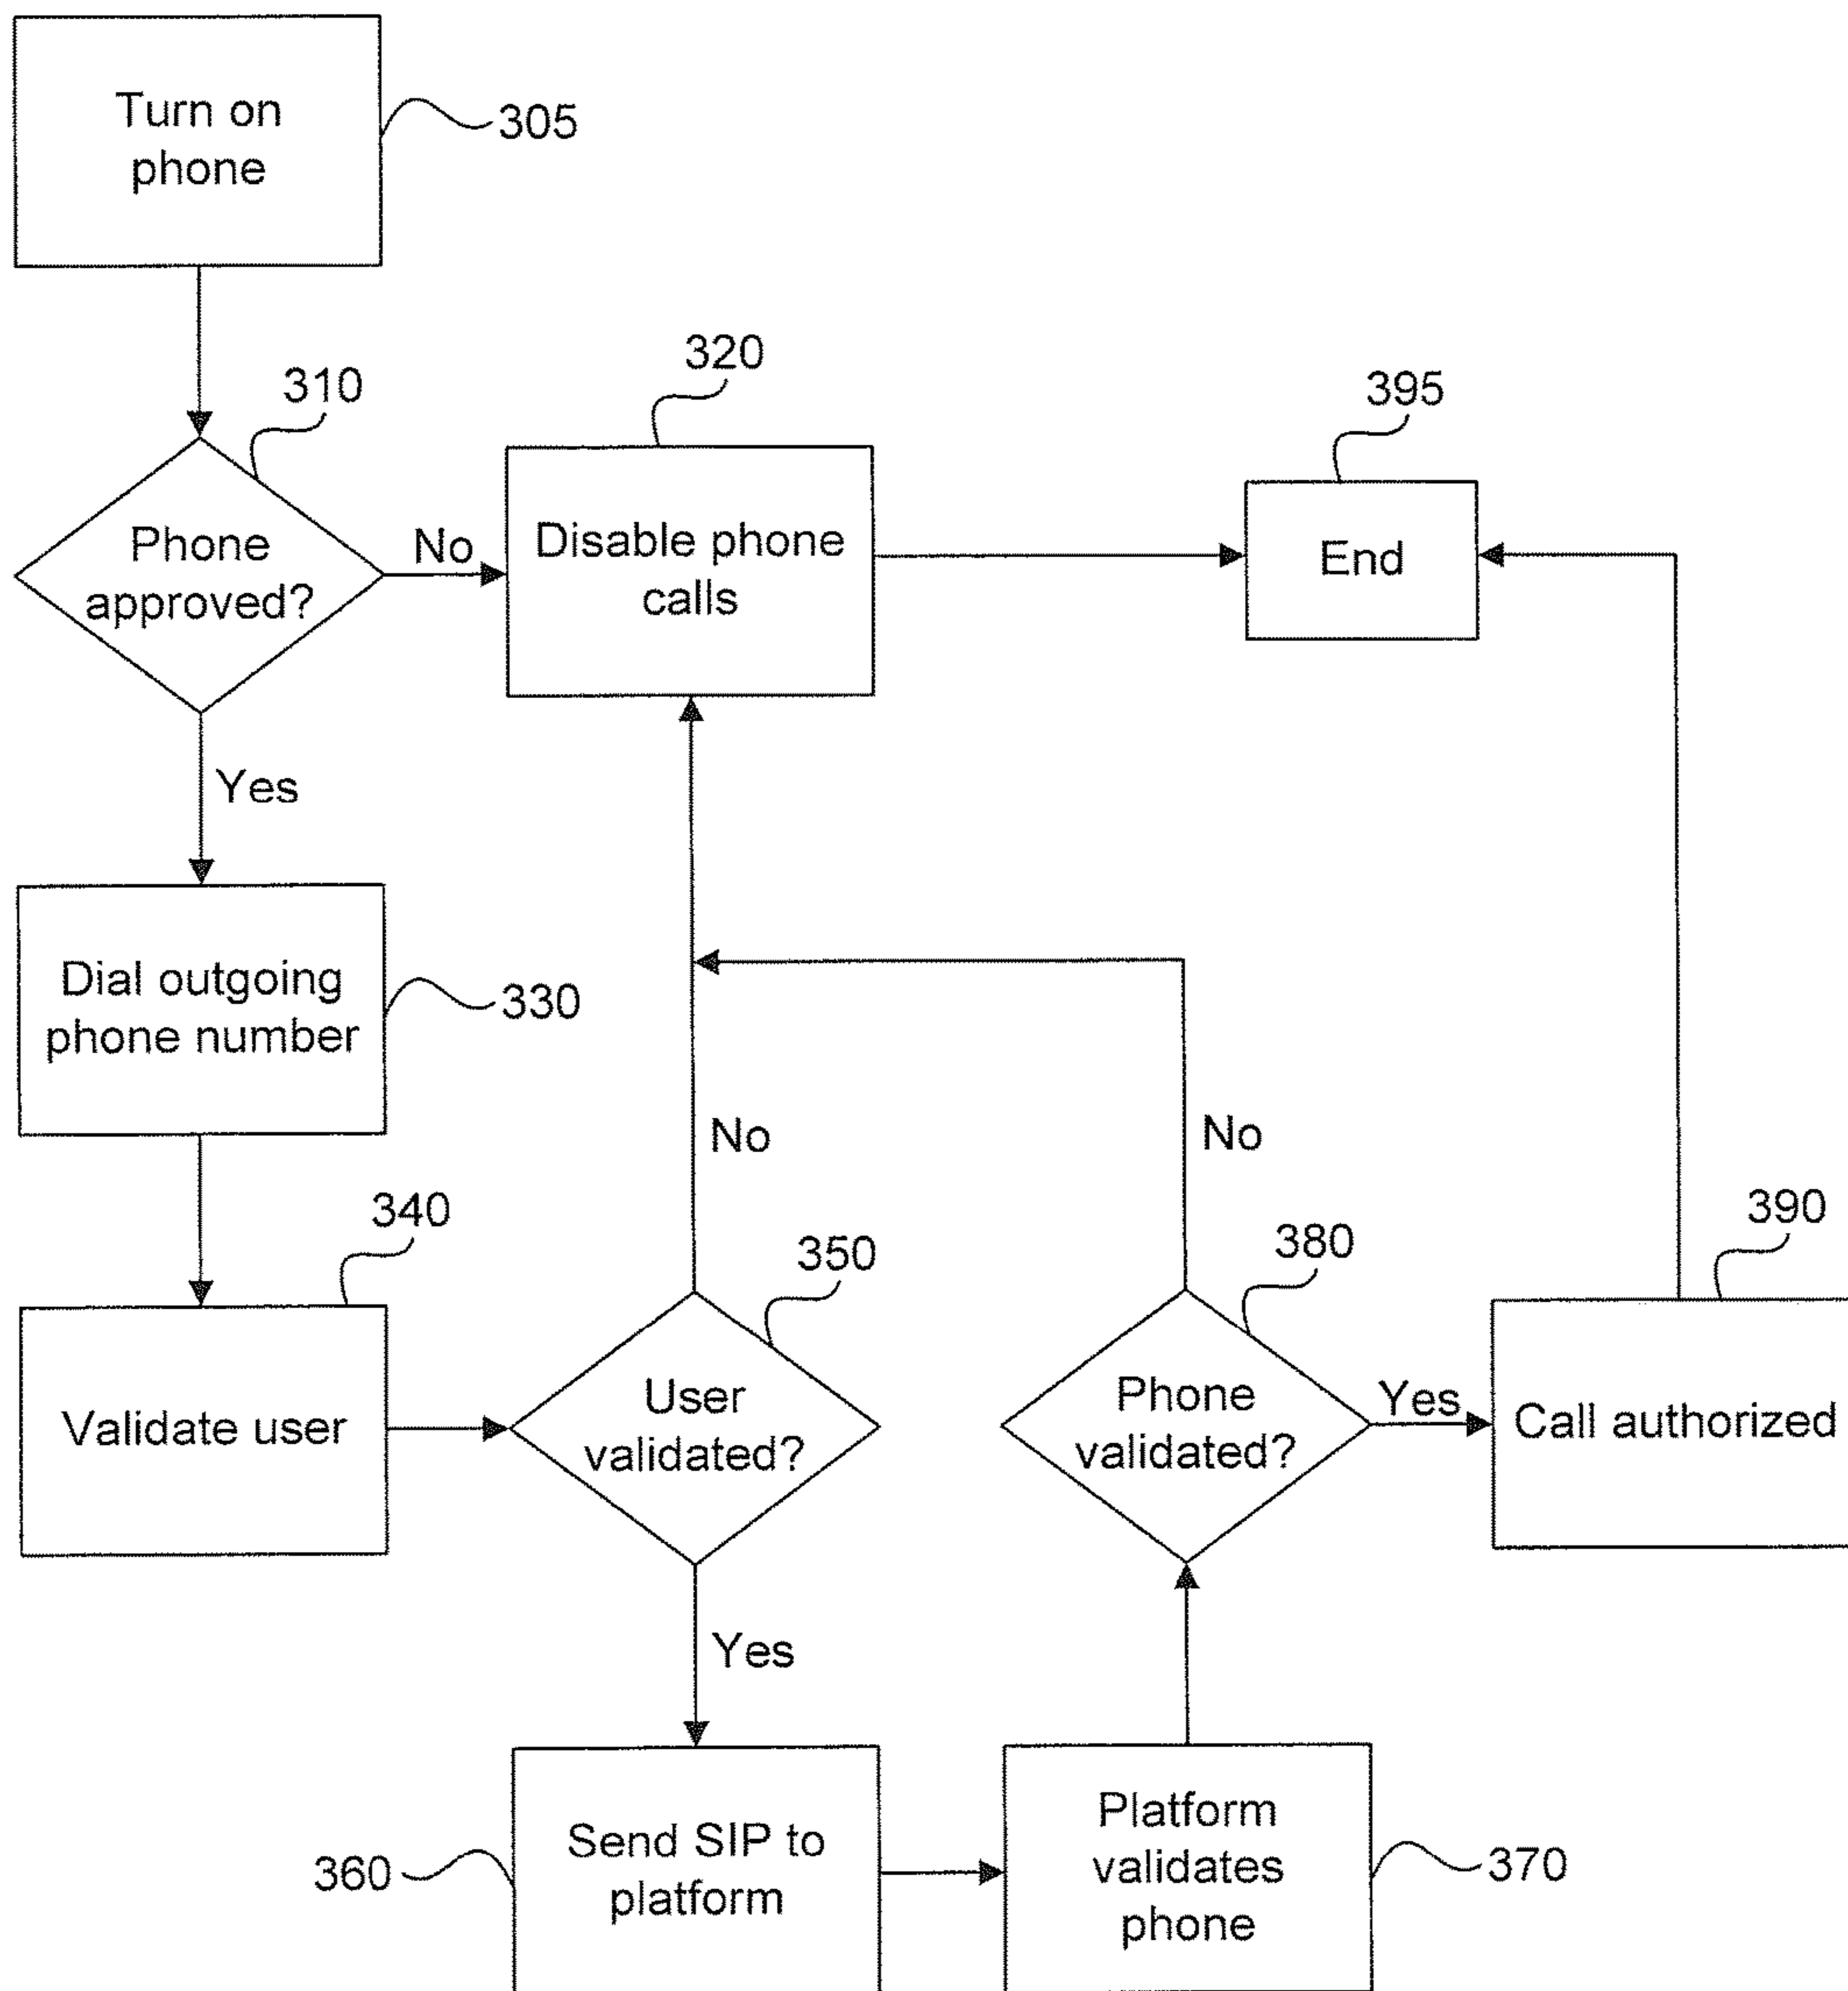 Turn on
phone
305
310
Phone
approved?
No
320
Disable phone
calls
395
End
Yes
Dial outgoing
phone number
330
340
Validate user
350
User
validated?
No
Yes
360
Send SIP to
platform
Platform
validates
phone
370
380
Phone
validated?
No
Yes
390
Call authorized